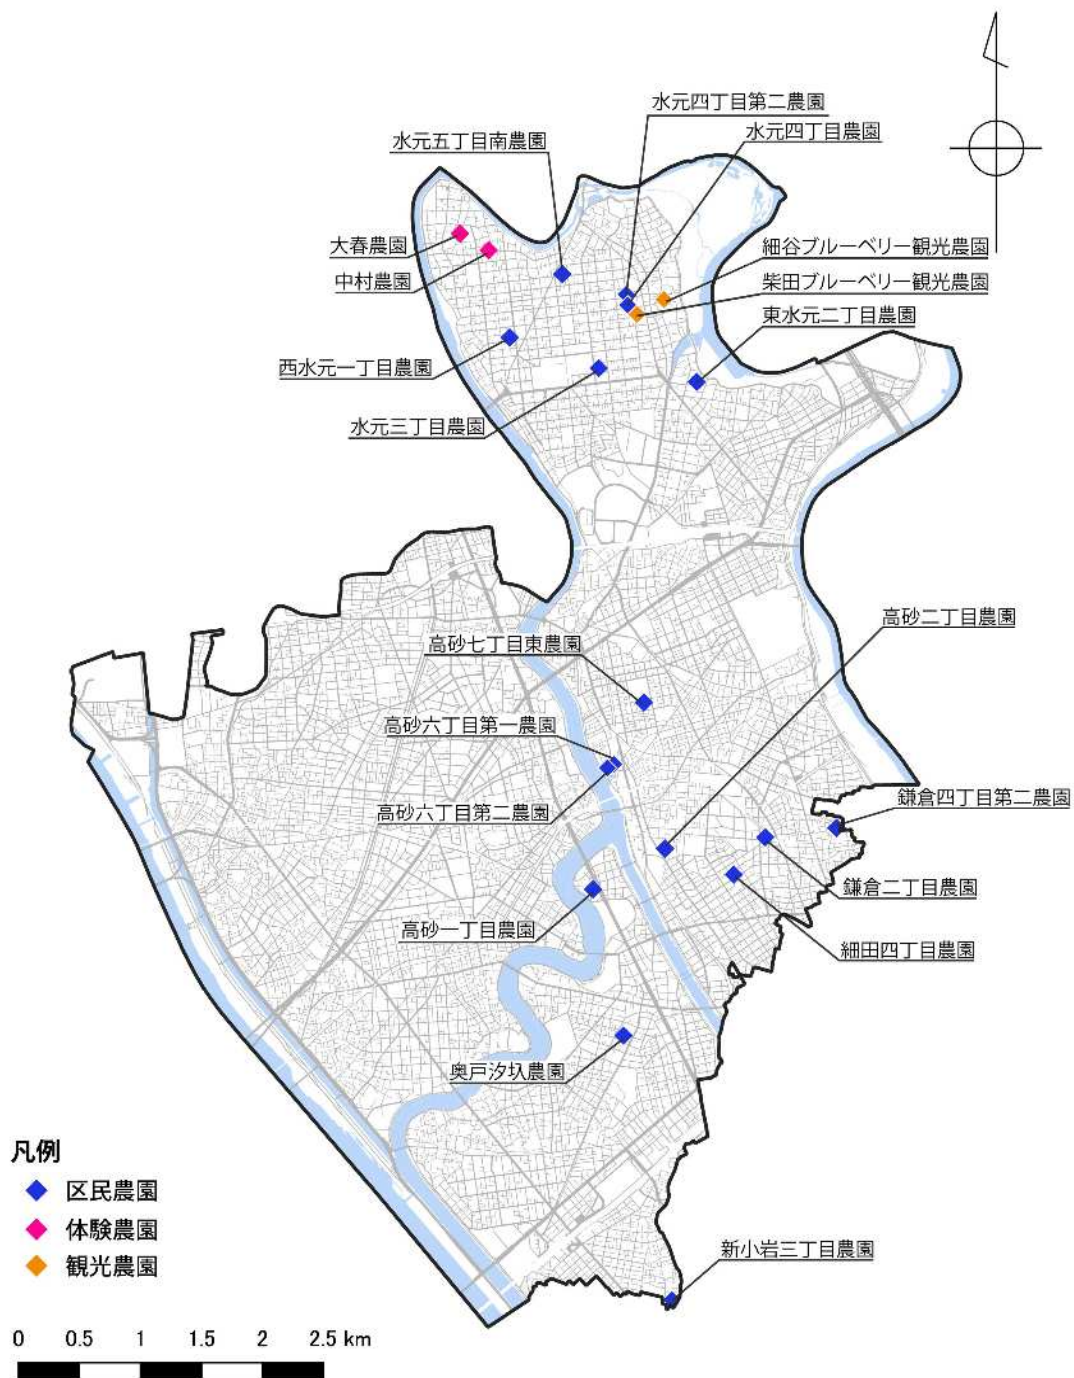 水元四丁目第二農園
水元四丁目農園
水元五丁目南農園
大春農園
中村農園
細谷ブルーベリー観光農園
柴田ブルーベリー観光農園
東水元二丁目農園
西水元一丁目農園
水元三丁目農園
高砂二丁目農園
高砂七丁目東農園
高砂六丁目第一農園
高砂六丁目第二農園
鎌倉四丁目第二農園
鎌倉二丁目農園
高砂一丁目農園
細田四丁目農園
奥戸汐圦農園
凡例
区民農園
体験農園
観光農園
新小岩三丁目農園
0 0.5 1 1.5 2 2.5 km